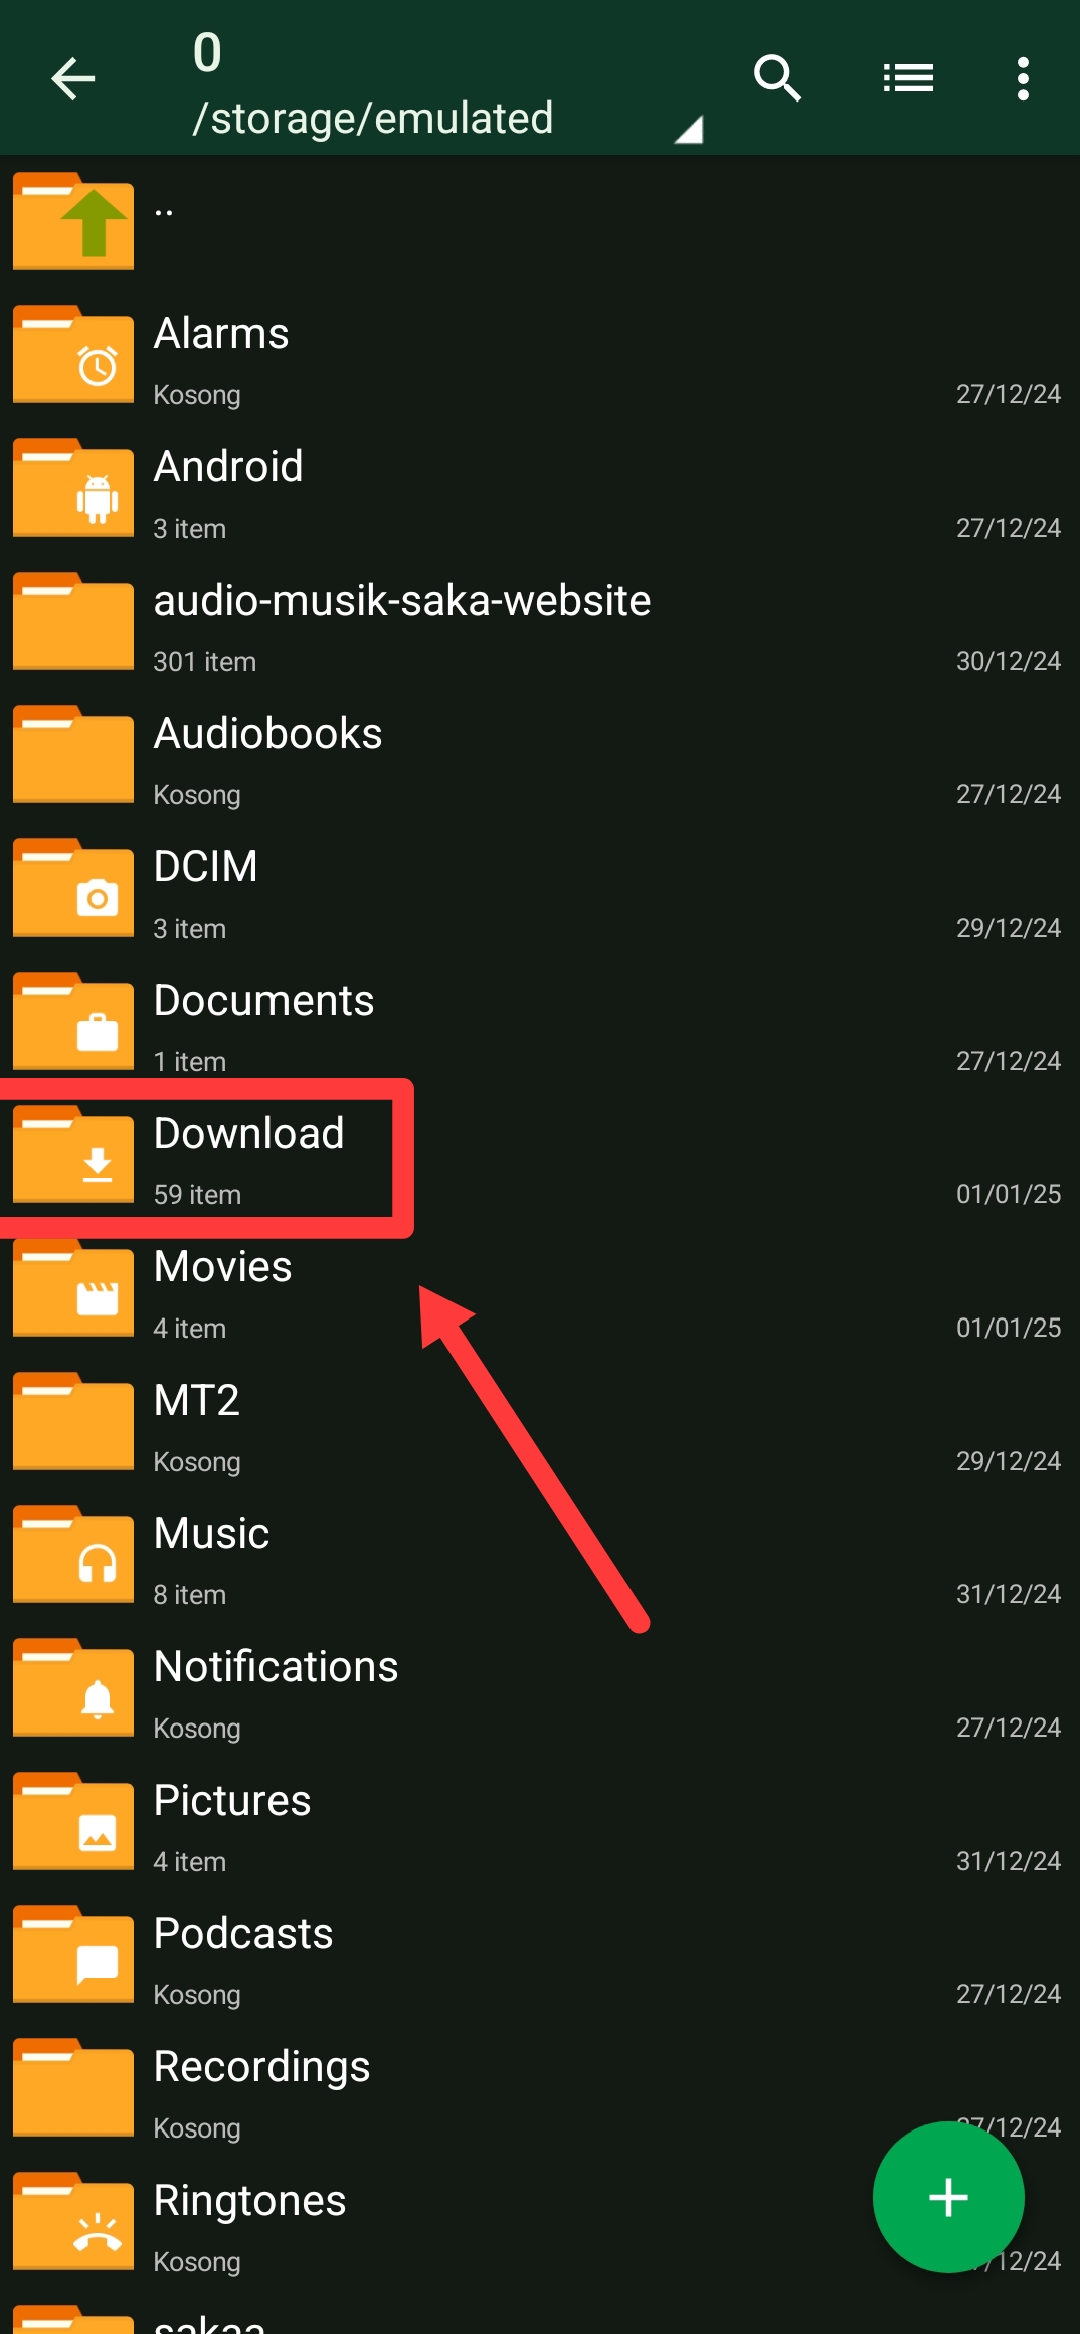 0
/storage/emulated
..
Alarms
Kosong 27/12/24
Android
3 item 27/12/24
audio-musik-saka-website
301 item 30/12/24
Audiobooks
Kosong 27/12/24
DCIM
3 item 29/12/24
Documents
1 item 27/12/24
Download
59 item 01/01/25
Movies
4 item 01/01/25
MT2
Kosong 29/12/24
Music
8 item 31/12/24
Notifications
Kosong 27/12/24
Pictures
4 item 31/12/24
Podcasts
Kosong 27/12/24
Recordings
Kosong 27/12/24
Ringtones
Kosong /12/24
sakaa